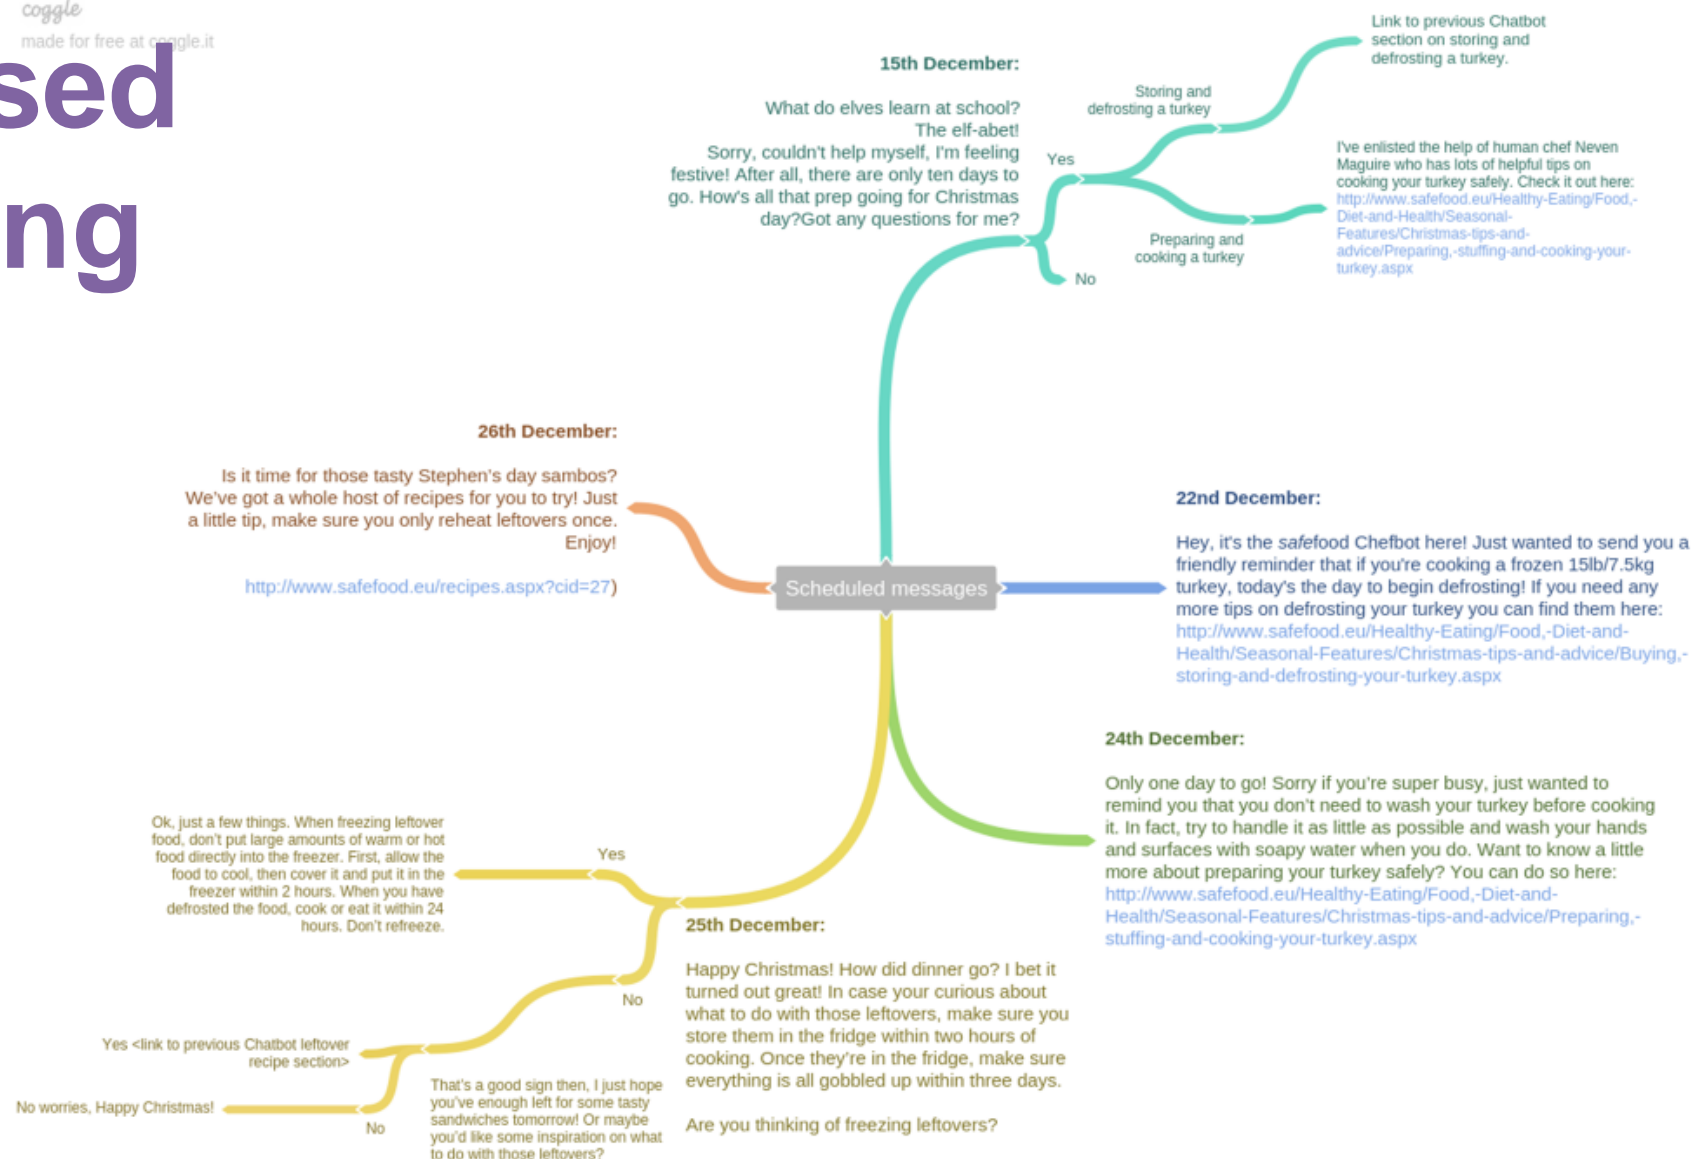 coggle
made for free at coggle.it
sed
ng
15th December:
What do elves learn at school?
The elf-abet!
Sorry, couldn't help myself, I'm feeling
festive! After all, there are only ten days to
go. How's all that prep going for Christmas
day?Got any questions for me?
Yes
Storing and
defrosting a turkey
Link to previous Chatbot
section on storing and
defrosting a turkey.
Preparing and
cooking a turkey
I've enlisted the help of human chef Neven
Maguire who has lots of helpful tips on
cooking your turkey safely. Check it out here:
http://www.safefood.eu/Healthy-Eating/Food,-
Diet-and-Health/Seasonal-
Features/Christmas-tips-and-
advice/Preparing,-stuffing-and-cooking-your-
turkey.aspx
No
26th December:
Is it time for those tasty Stephen's day sambos?
We've got a whole host of recipes for you to try! Just
a little tip, make sure you only reheat leftovers once.
Enjoy!
http://www.safefood.eu/recipes.aspx?cid=27)
Scheduled messages
22nd December:
Hey, it's the safefood Chefbot here! Just wanted to send you a
friendly reminder that if you're cooking a frozen 15lb/7.5kg
turkey, today's the day to begin defrosting! If you need any
more tips on defrosting your turkey you can find them here:
http://www.safefood.eu/Healthy-Eating/Food,-Diet-and-
Health/Seasonal-Features/Christmas-tips-and-advice/Buying,-
storing-and-defrosting-your-turkey.aspx
24th December:
Only one day to go! Sorry if you're super busy, just wanted to
remind you that you don't need to wash your turkey before cooking
it. In fact, try to handle it as little as possible and wash your hands
and surfaces with soapy water when you do. Want to know a little
more about preparing your turkey safely? You can do so here:
http://www.safefood.eu/Healthy-Eating/Food,-Diet-and-
Health/Seasonal-Features/Christmas-tips-and-advice/Preparing,-
stuffing-and-cooking-your-turkey.aspx
25th December:
Happy Christmas! How did dinner go? I bet it
turned out great! In case your curious about
what to do with those leftovers, make sure you
store them in the fridge within two hours of
cooking. Once they're in the fridge, make sure
everything is all gobbled up within three days.
Are you thinking of freezing leftovers?
Yes
Ok, just a few things. When freezing leftover
food, don't put large amounts of warm or hot
food directly into the freezer. First, allow the
food to cool, then cover it and put it in the
freezer within 2 hours. When you have
defrosted the food, cook or eat it within 24
hours. Don't refreeze.
No
That's a good sign then, I just hope
you've enough left for some tasty
sandwiches tomorrow! Or maybe
you'd like some inspiration on what
to do with those leftovers?
Yes <link to previous Chatbot leftover
recipe section>
No
No worries, Happy Christmas!